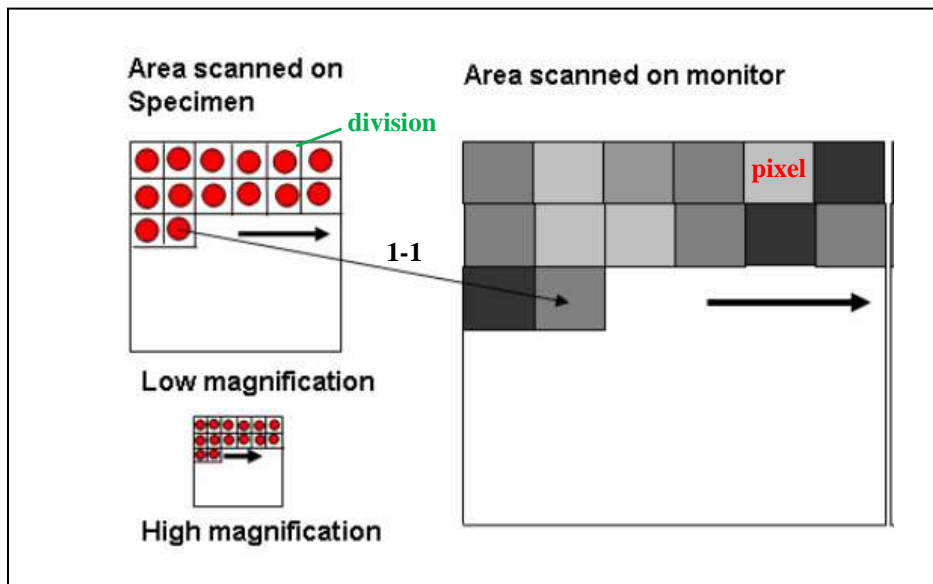 Area scanned on
Specimen
division
Area scanned on monitor
pixel
1-1
Low magnification
High magnification